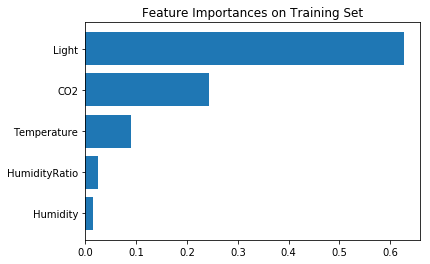 Feature Importances on Training Set
Light
CO2
Temperature
HumidityRatio
Humidity
0.0 0.1 0.2 0.3 0.4 0.5 0.6